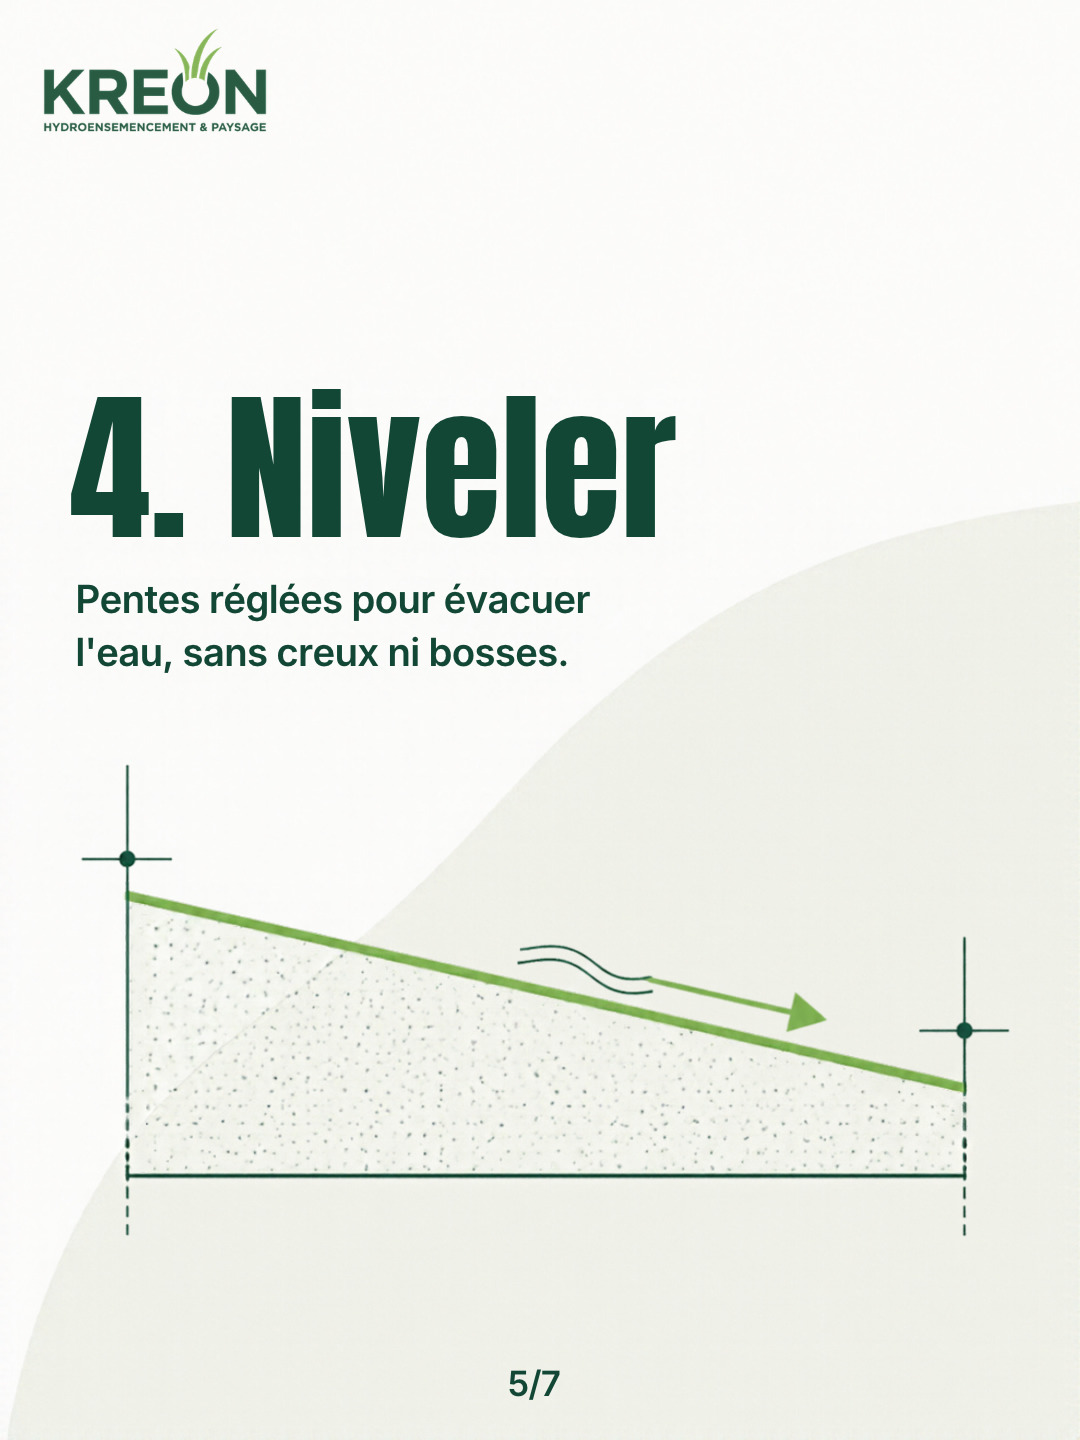 KREON
HYDROENSEMENCEMENT & PAYSAGE
4. Niveler
Pentes réglées pour évacuer
l'eau, sans creux ni bosses.
5/7